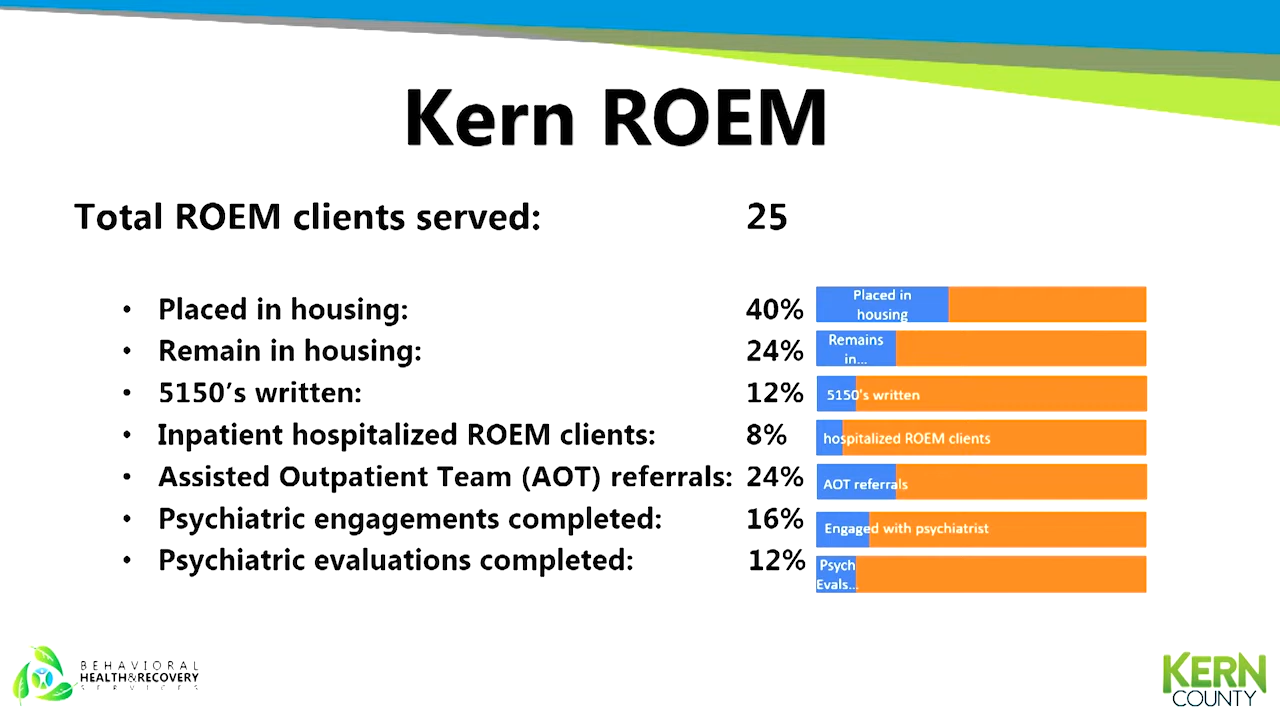 Kern ROEM
Total ROEM clients served: 25
• Placed in housing: 40%
• Remain in housing: 24%
• 5150’s written: 12%
• Inpatient hospitalized ROEM clients: 8%
• Assisted Outpatient Team (AOT) referrals: 24%
• Psychiatric engagements completed: 16%
• Psychiatric evaluations completed: 12%
Placed in
housing
Remains
in...
5150's written
hospitalized ROEM clients
AOT referrals
Engaged with psychiatrist
Psych
Evals...
BEHAVIORAL
HEALTH&RECOVERY
SERVICES
KERN
COUNTY